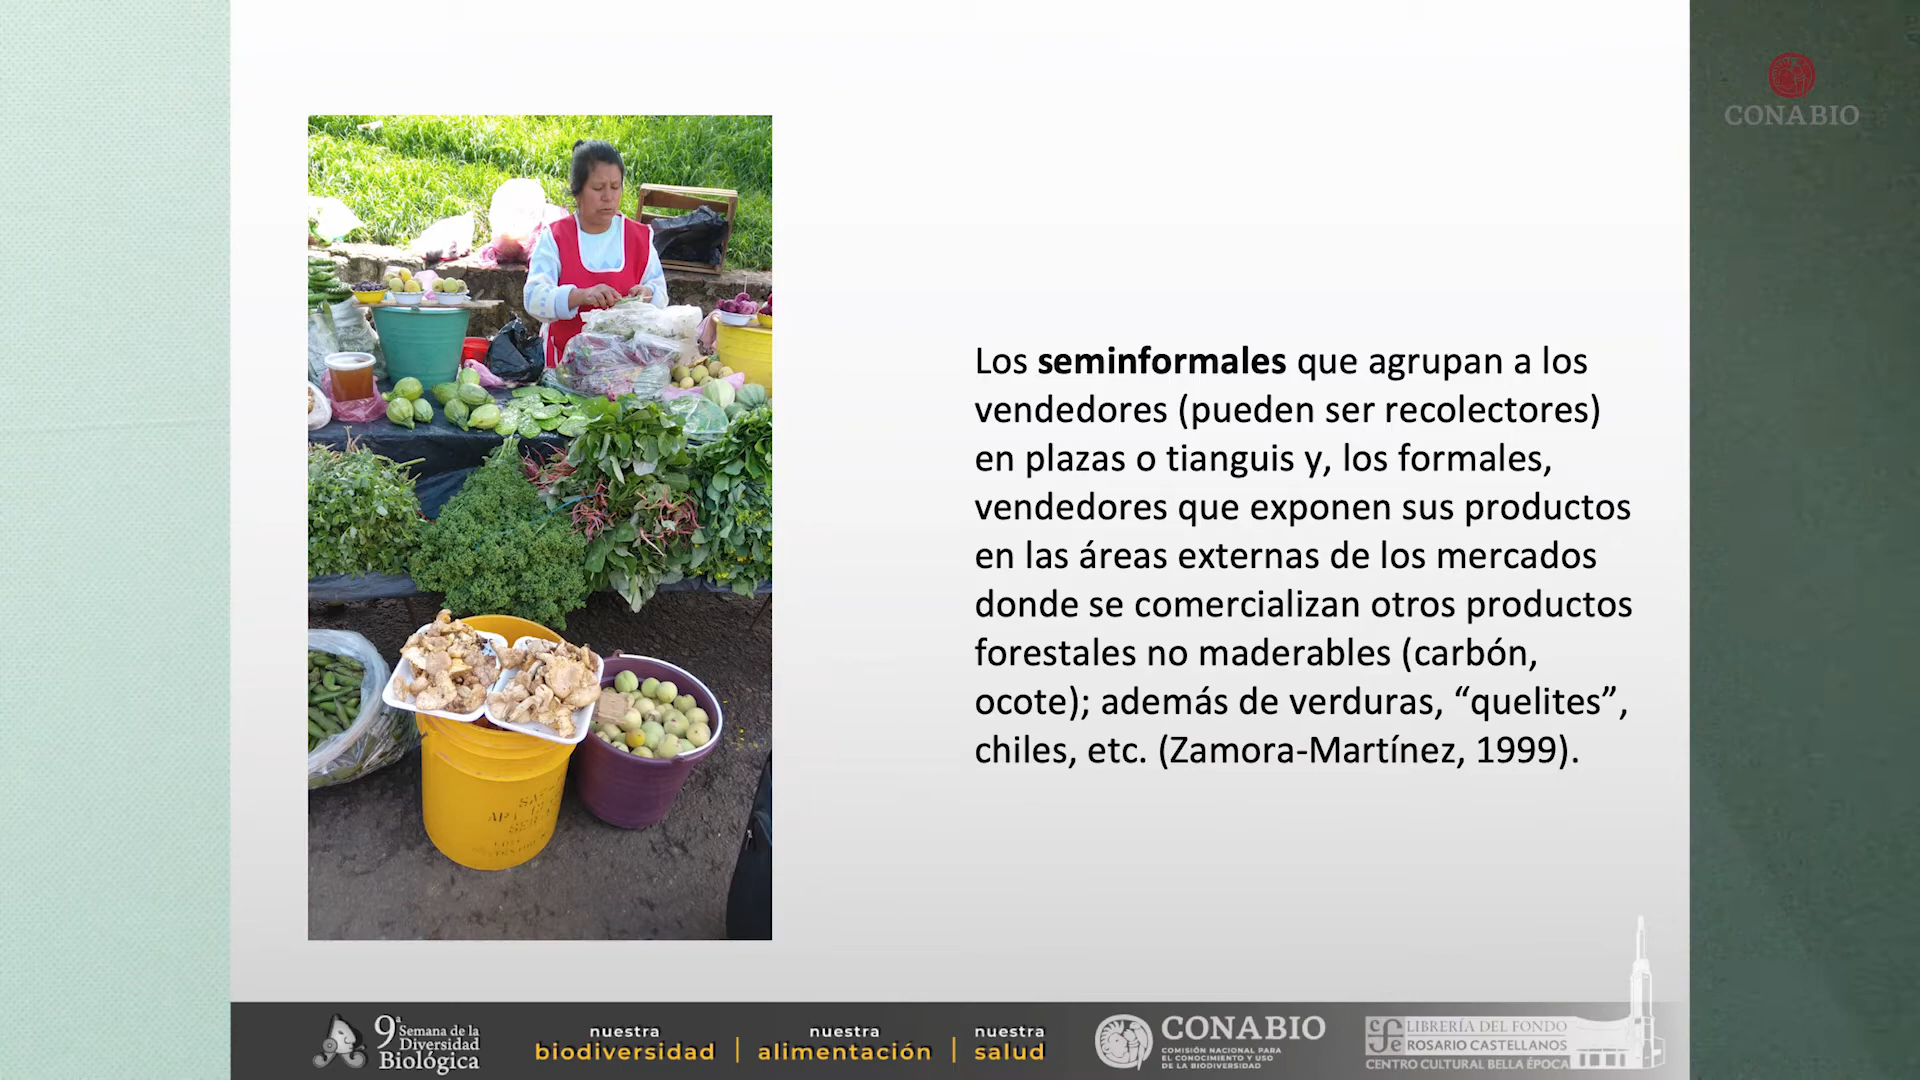 CONABIO
Los seminformales que agrupan a los
vendedores (pueden ser recolectores)
en plazas o tianguis y, los formales,
vendedores que exponen sus productos
en las áreas externas de los mercados
donde se comercializan otros productos
forestales no maderables (carbón,
ocote); además de verduras, “quelites”,
chiles, etc. (Zamora-Martínez, 1999).
9ª Semana de la
Diversidad
Biológica
nuestra
biodiversidad
nuestra
alimentación
nuestra
salud
CONABIO
COMISIÓN NACIONAL PARA
EL CONOCIMIENTO Y USO
DE LA BIODIVERSIDAD
fce
LIBRERÍA DEL FONDO
ROSARIO CASTELLANOS
CENTRO CULTURAL BELLA ÉPOCA